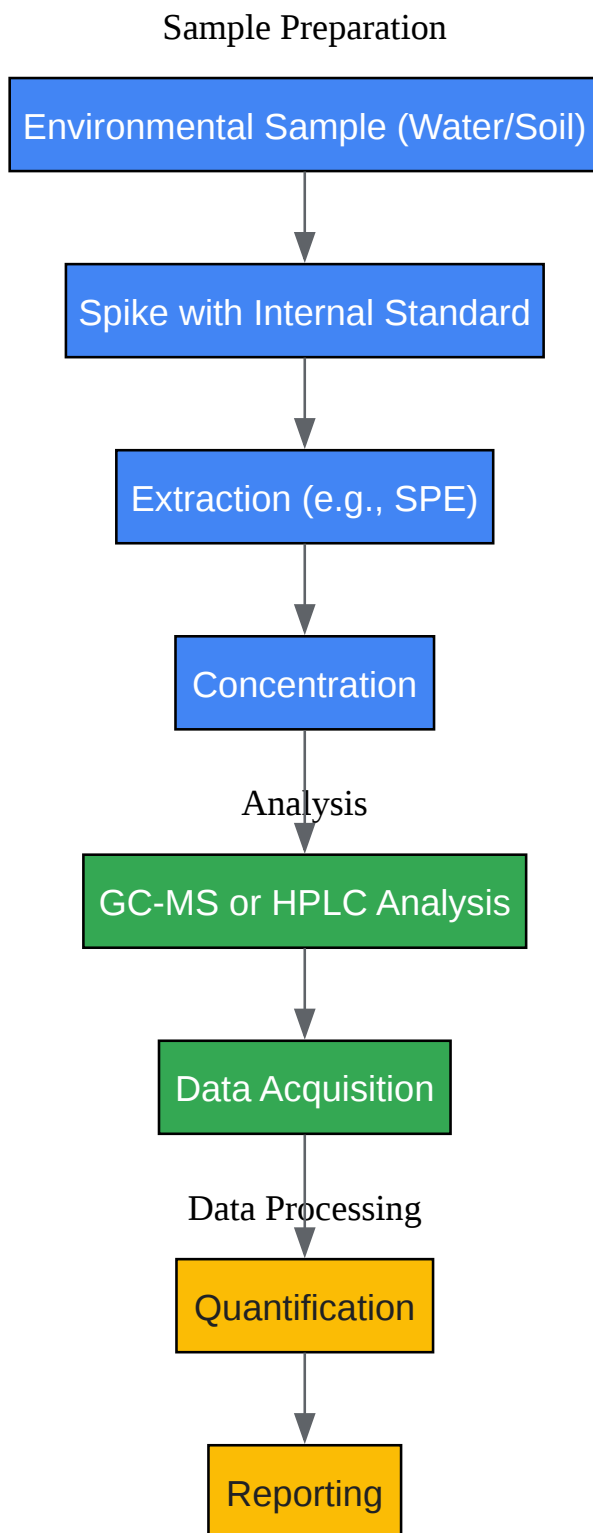 Sample Preparation
Environmental Sample (Water/Soil)
Spike with Internal Standard
Extraction (e.g., SPE)
Concentration
Analysis
GC-MS or HPLC Analysis
Data Acquisition
Data Processing
Quantification
Reporting